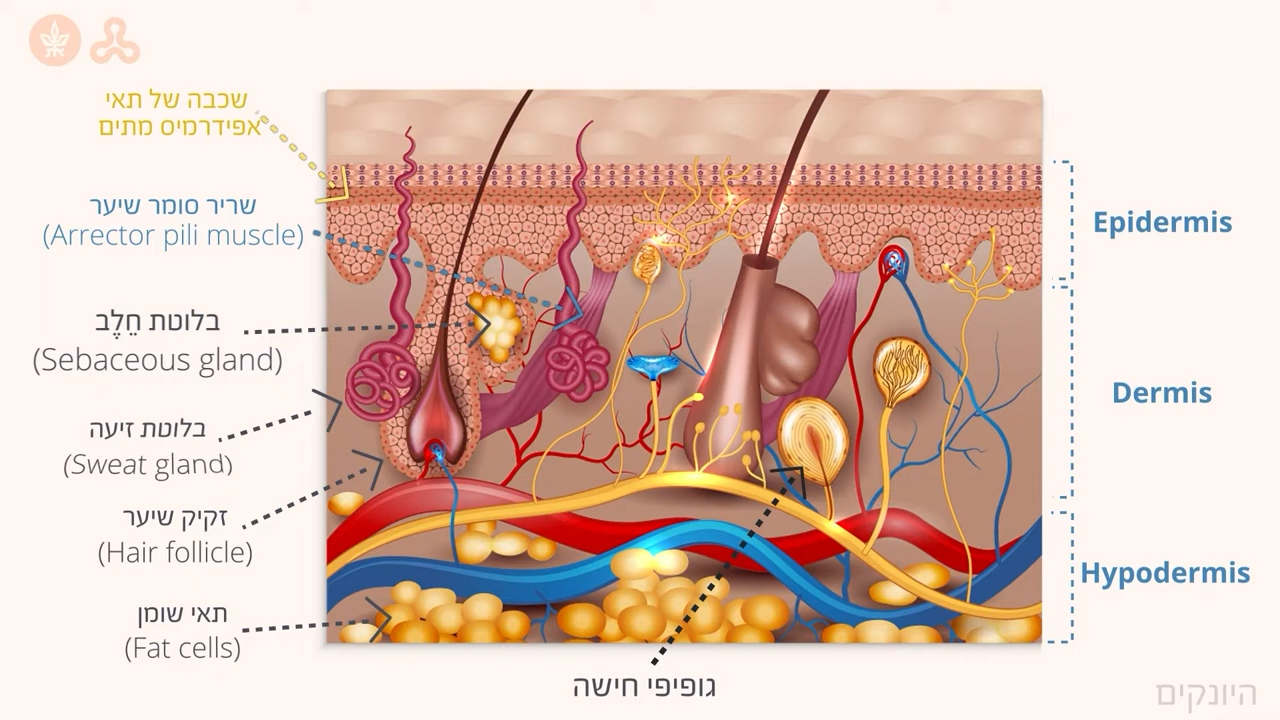 שכבה של תאי
אפידרמיס מתים
שריר סומר שיער
(Arrector pili muscle)
בלוטת חֵלֶב
(Sebaceous gland)
בלוטת זיעה
(Sweat gland)
זקיק שיער
(Hair follicle)
תאי שומן
(Fat cells)
גופיפי חישה
Epidermis
Dermis
Hypodermis
היונקים